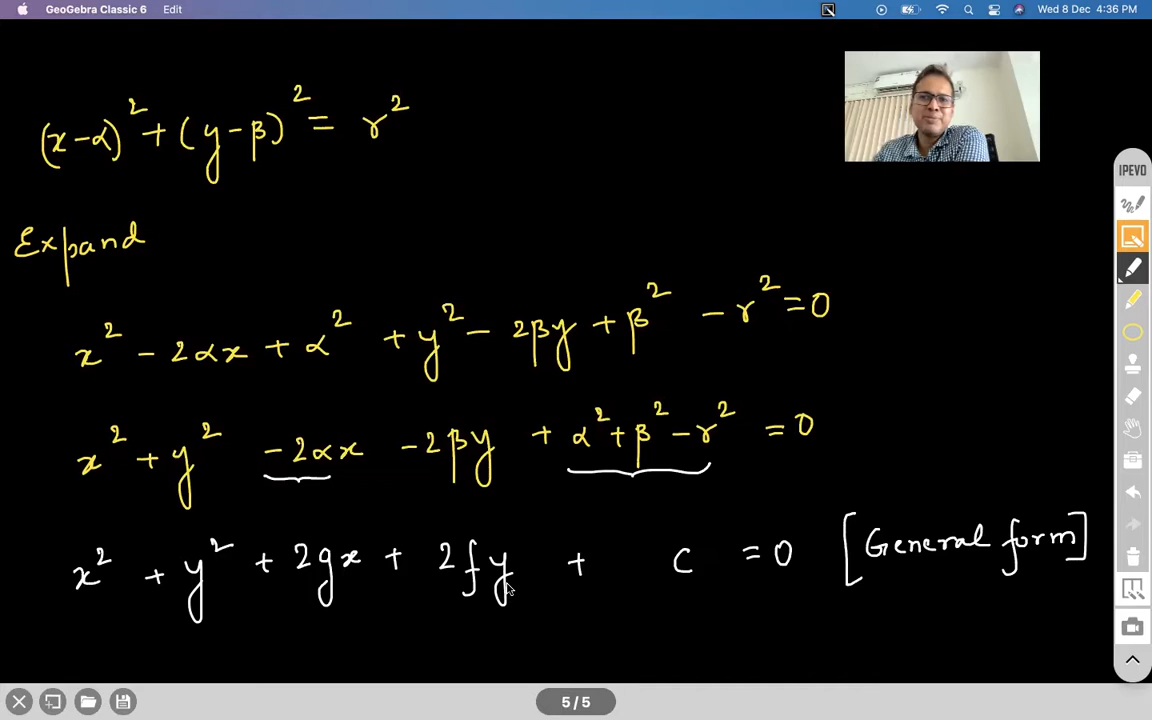 GeoGebra Classic 6 Edit Wed 8 Dec 4:36 PM
(x-α)² + (y-β)² = r²
IPEVO
Expand
x² - 2αx + α² + y² - 2βy + β² - r² = 0
x² + y² - 2αx - 2βy + α² + β² - r² = 0
x² + y² + 2gx + 2fy + c = 0 [General form]
5/5